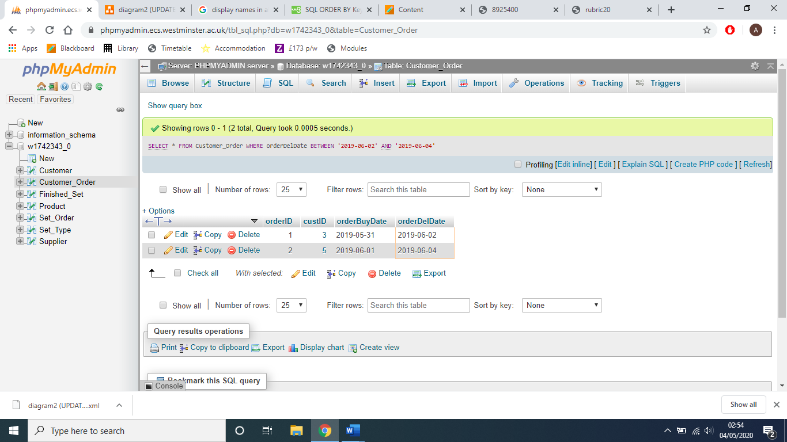 phpmyadmin.ecs.westminster.ac
diagram2 (UPDAT
display names in a
SQL ORDER BY Ke
Content
8925400
rubric20
phpmyadmin.ecs.westminster.ac.uk/tbl_sql.php?db=w1742343_0&table=Customer_Order
A
Apps
Blackboard
Library
Timetable
Accommodation
£173 p/w
Modules
phpMyAdmin
Recent
Favorites
New
information_schema
w1742343_0
New
Customer
Customer_Order
Finished_Set
Product
Set_Order
Set_Type
Supplier
Server: PHPMYADMIN server » Database: w1742343_0 » Table: Customer_Order
Browse Structure SQL Search Insert Export Import Operations Tracking Triggers
Show query box
Showing rows 0 - 1 (2 total, Query took 0.0005 seconds.)
SELECT * FROM Customer_Order WHERE orderDelDate BETWEEN '2019-06-02' AND '2019-06-04'
Profiling [Edit inline] [ Edit ] [ Explain SQL ] [ Create PHP code ] [ Refresh]
Show all Number of rows: 25 Filter rows: Search this table Sort by key: None
+ Options
orderID custID orderBuyDate orderDelDate
Edit Copy Delete 1 3 2019-05-31 2019-06-02
Edit Copy Delete 2 5 2019-06-01 2019-06-04
Check all With selected: Edit Copy Delete Export
Show all Number of rows: 25 Filter rows: Search this table Sort by key: None
Query results operations
Print Copy to clipboard Export Display chart Create view
Bookmark this SQL query
Console
diagram2 (UPDAT....xml
Show all
Type here to search
02:54
04/05/2020
2